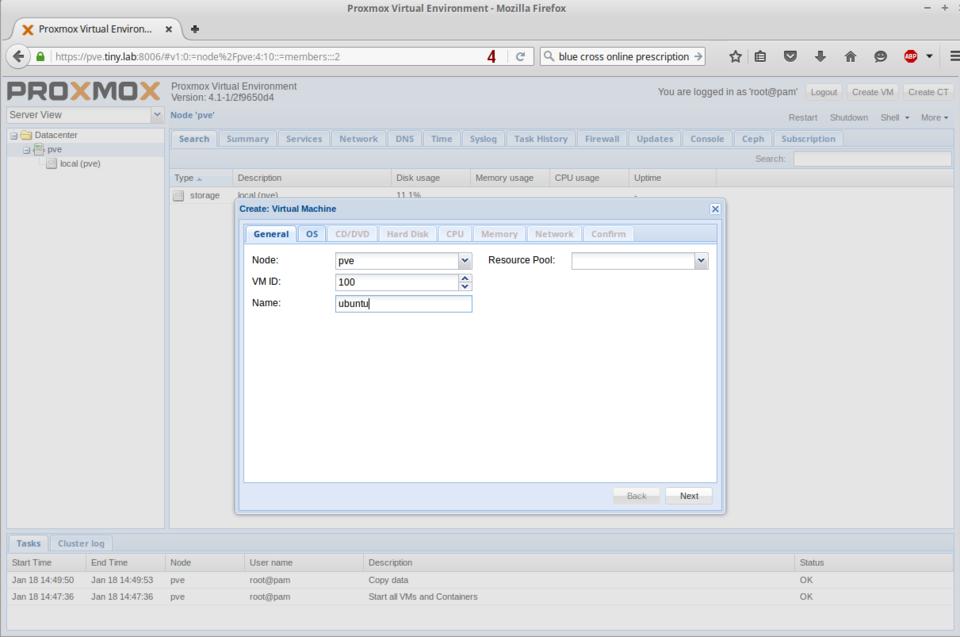 Proxmox Virtual Environment - Mozilla Firefox
Proxmox Virtual Environ...
https://pve.tiny.lab:8006/#v1:0:=node%2Fpve:4:10::=members:::2 4 blue cross online prescription ABP
PROXMOX
Proxmox Virtual Environment
Version: 4.1-1/2f9650d4
You are logged in as 'root@pam' Logout Create VM Create CT
Server View
Node 'pve' Restart Shutdown Shell More
Datacenter
pve
local (pve)
Search Summary Services Network DNS Time Syslog Task History Firewall Updates Console Ceph Subscription
Search:
Type Description Disk usage Memory usage CPU usage Uptime
storage local (pve) 11.1% -
Create: Virtual Machine
General OS CD/DVD Hard Disk CPU Memory Network Confirm
Node: pve Resource Pool:
VM ID: 100
Name: ubuntu
Back Next
Tasks Cluster log
Start Time End Time Node User name Description Status
Jan 18 14:49:50 Jan 18 14:49:53 pve root@pam Copy data OK
Jan 18 14:47:36 Jan 18 14:47:36 pve root@pam Start all VMs and Containers OK